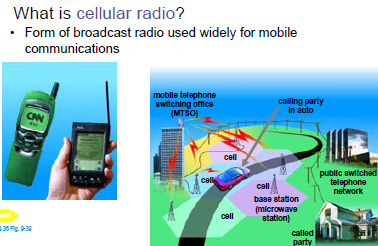 What is cellular radio?
• Form of broadcast radio used widely for mobile
communications
CNN
mobile telephone
switching office
(MTSO)
calling party
in auto
cell
cell
cell
cell
base station
(microwave
station)
public switched
telephone
network
called
party